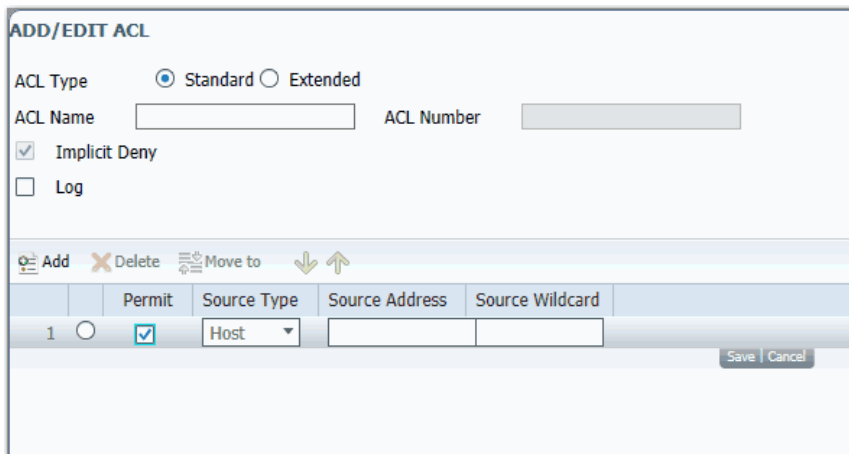 ADD/EDIT ACL
ACL Type Standard Extended
ACL Name ACL Number
Implicit Deny
Log
Add Delete Move to
Permit Source Type Source Address Source Wildcard
1 Host
Save | Cancel